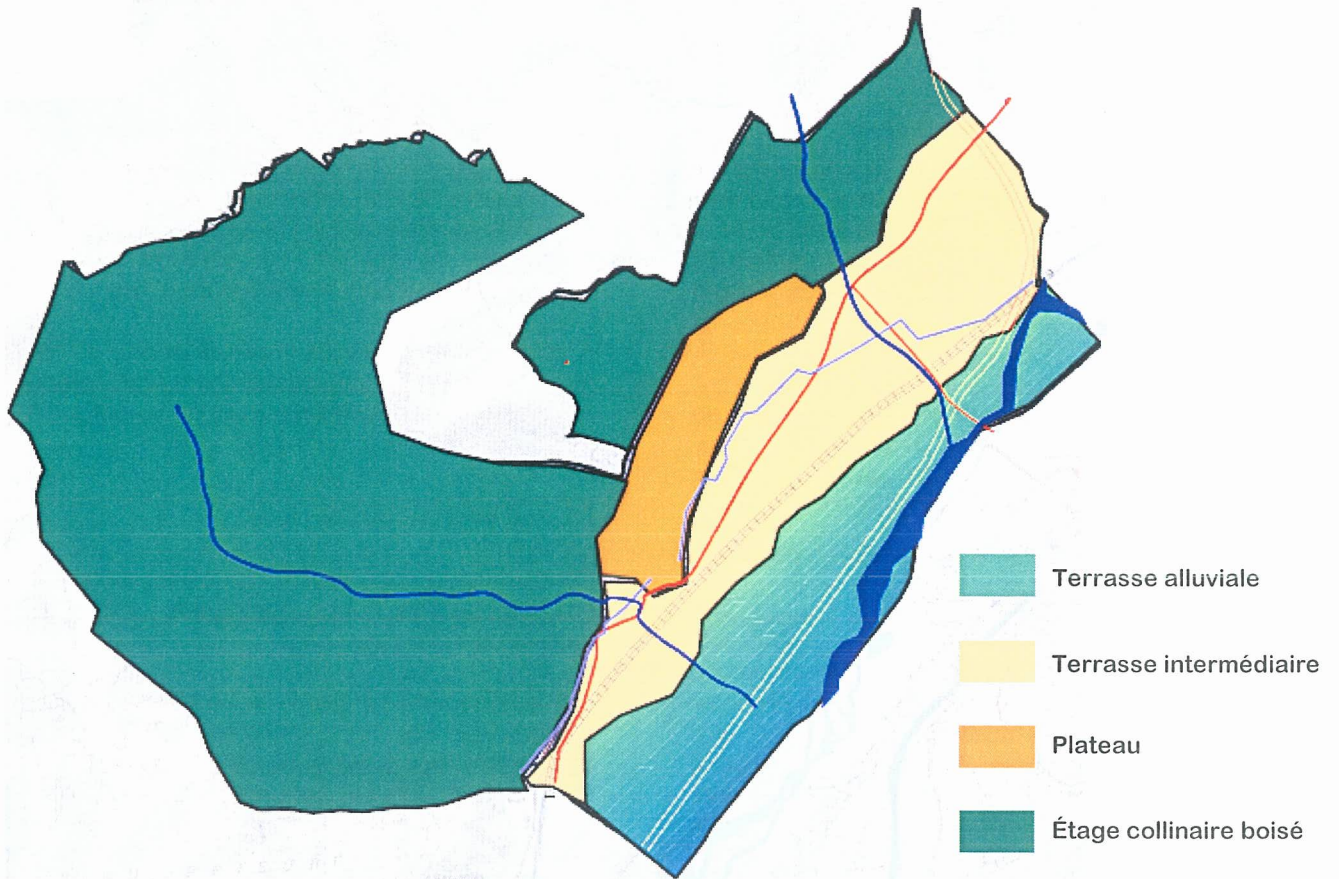 Terrasse alluviale
Terrasse intermédiaire
Plateau
Étage collinaire boisé